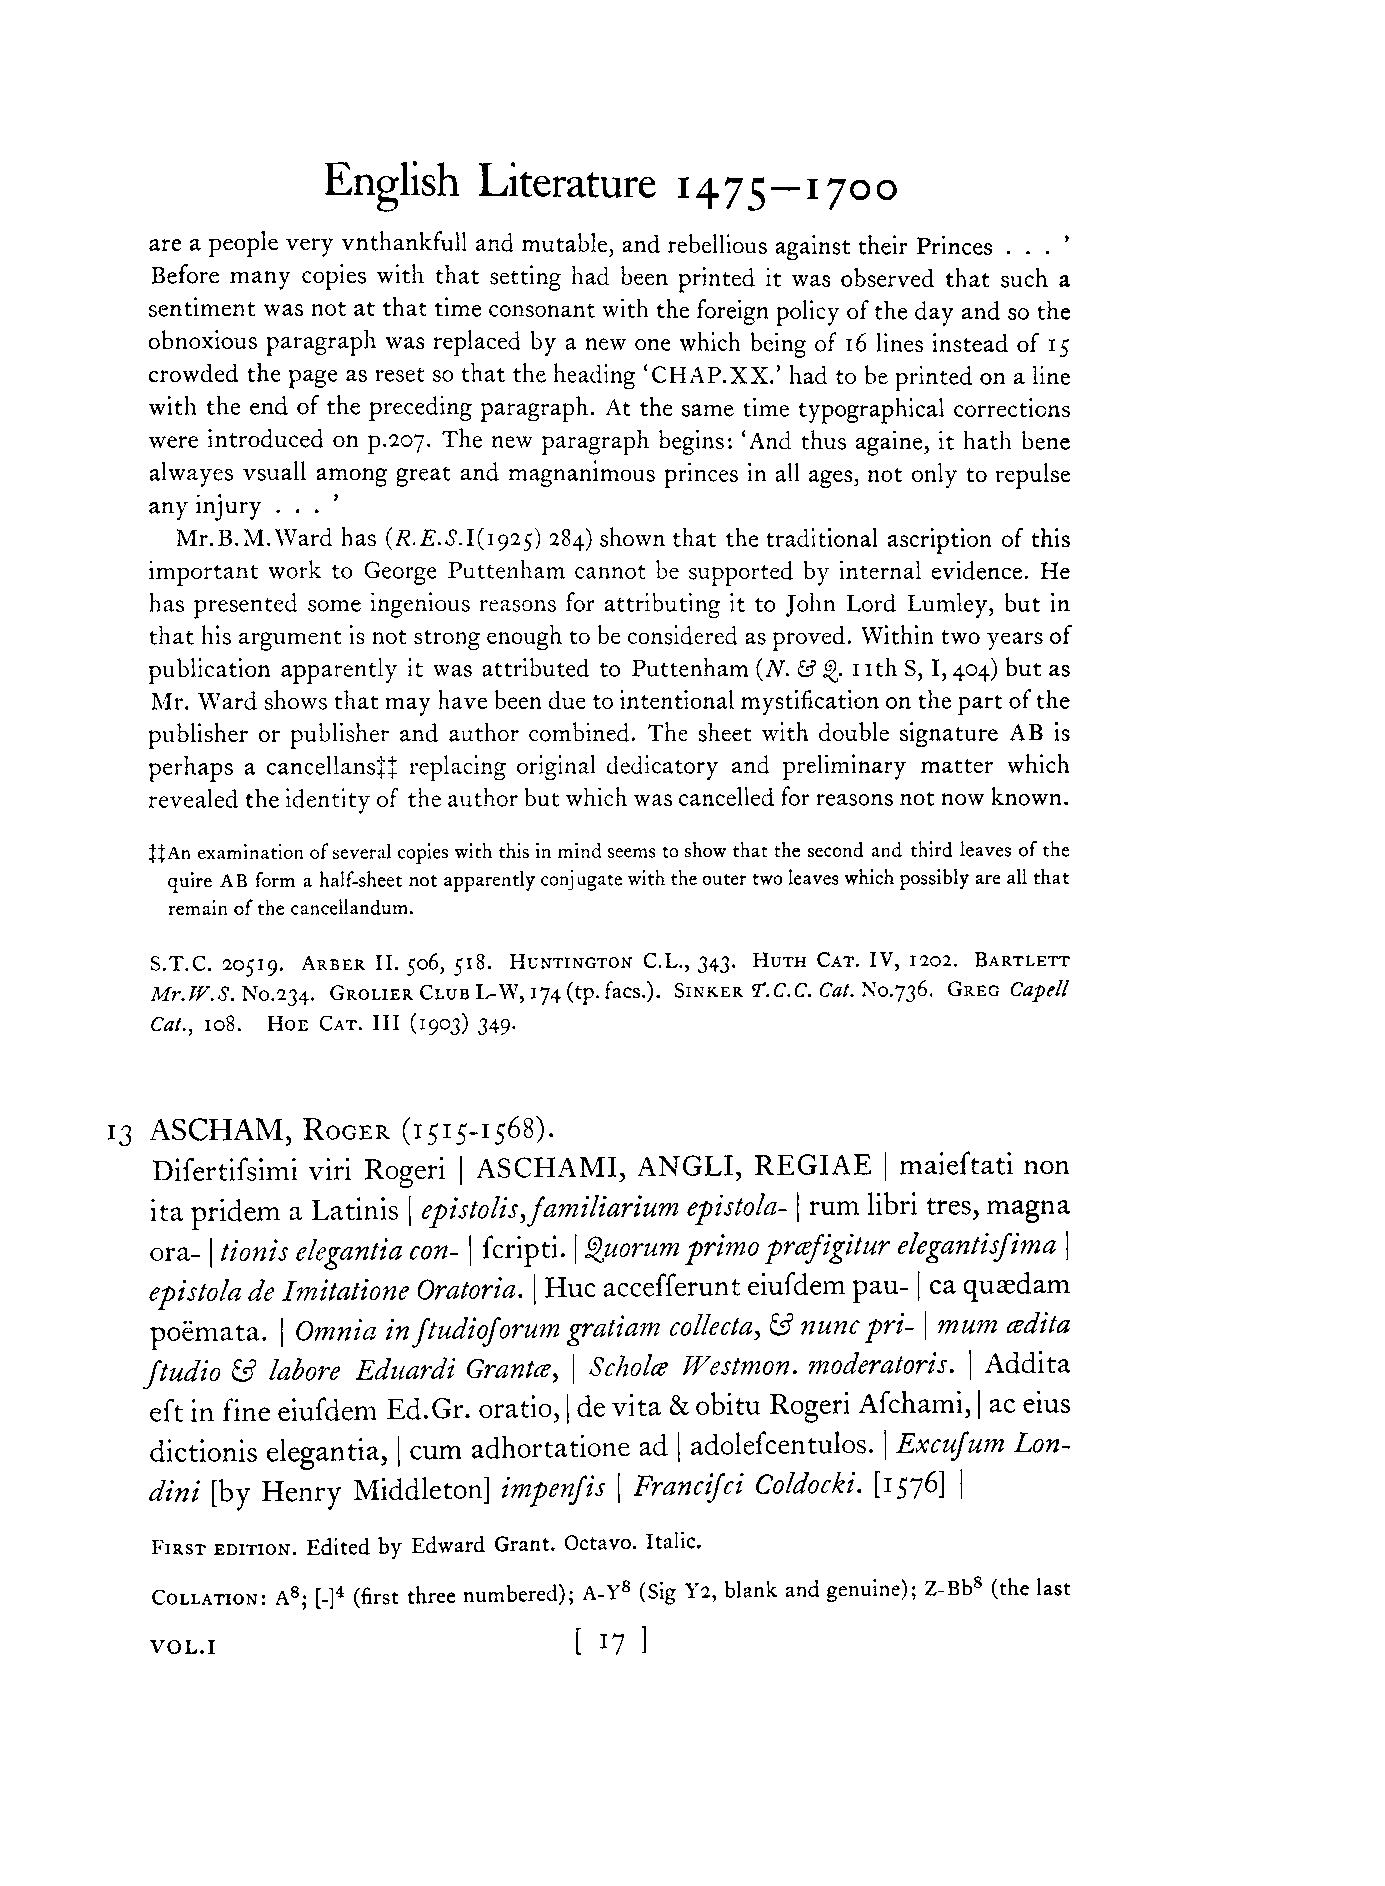 English Literature 1475–1700
are a people very vnthankfull and mutable, and rebellious against their Princes . . . ’
Before many copies with that setting had been printed it was observed that such a
sentiment was not at that time consonant with the foreign policy of the day and so the
obnoxious paragraph was replaced by a new one which being of 16 lines instead of 15
crowded the page as reset so that the heading ‘CHAP.XX.’ had to be printed on a line
with the end of the preceding paragraph. At the same time typographical corrections
were introduced on p.207. The new paragraph begins: ‘And thus againe, it hath bene
alwayes vsuall among great and magnanimous princes in all ages, not only to repulse
any injury . . . ’
Mr.B.M.Ward has (R.E.S.I(1925) 284) shown that the traditional ascription of this
important work to George Puttenham cannot be supported by internal evidence. He
has presented some ingenious reasons for attributing it to John Lord Lumley, but in
that his argument is not strong enough to be considered as proved. Within two years of
publication apparently it was attributed to Puttenham (N. & Q. 11th S, I, 404) but as
Mr. Ward shows that may have been due to intentional mystification on the part of the
publisher or publisher and author combined. The sheet with double signature AB is
perhaps a cancellans‡‡ replacing original dedicatory and preliminary matter which
revealed the identity of the author but which was cancelled for reasons not now known.
‡‡An examination of several copies with this in mind seems to show that the second and third leaves of the
quire AB form a half-sheet not apparently conjugate with the outer two leaves which possibly are all that
remain of the cancellandum.
S.T.C. 20519. ARBER II. 506, 518. HUNTINGTON C.L., 343. HUTH CAT. IV, 1202. BARTLETT
Mr.W.S. No.234. GROLIER CLUB L-W, 174 (tp. facs.). SINKER T.C.C. Cat. No.736. GREG Capell
Cat., 108. HOE CAT. III (1903) 349.
13 ASCHAM, ROGER (1515-1568).
Diſertiſsimi viri Rogeri | ASCHAMI, ANGLI, REGIAE | maieſtati non
ita pridem a Latinis | epistolis, familiarium epistola- | rum libri tres, magna
ora- | tionis elegantia con- | ſcripti. | Quorum primo præfigitur elegantisſima |
epistola de Imitatione Oratoria. | Huc acceſſerunt eiuſdem pau- | ca quædam
poëmata. | Omnia in ſtudioſorum gratiam collecta, & nunc pri- | mum ædita
ſtudio & labore Eduardi Grantæ, | Scholæ Westmon. moderatoris. | Addita
eſt in fine eiuſdem Ed.Gr. oratio, | de vita & obitu Rogeri Aſchami, | ac eius
dictionis elegantia, | cum adhortatione ad | adoleſcentulos. | Excuſum Lon-
dini [by Henry Middleton] impenſis | Franciſci Coldocki. [1576] |
FIRST EDITION. Edited by Edward Grant. Octavo. Italic.
COLLATION: A⁸; [-]⁴ (first three numbered); A-Y⁸ (Sig Y2, blank and genuine); Z-Bb⁸ (the last
VOL.I [ 17 ]